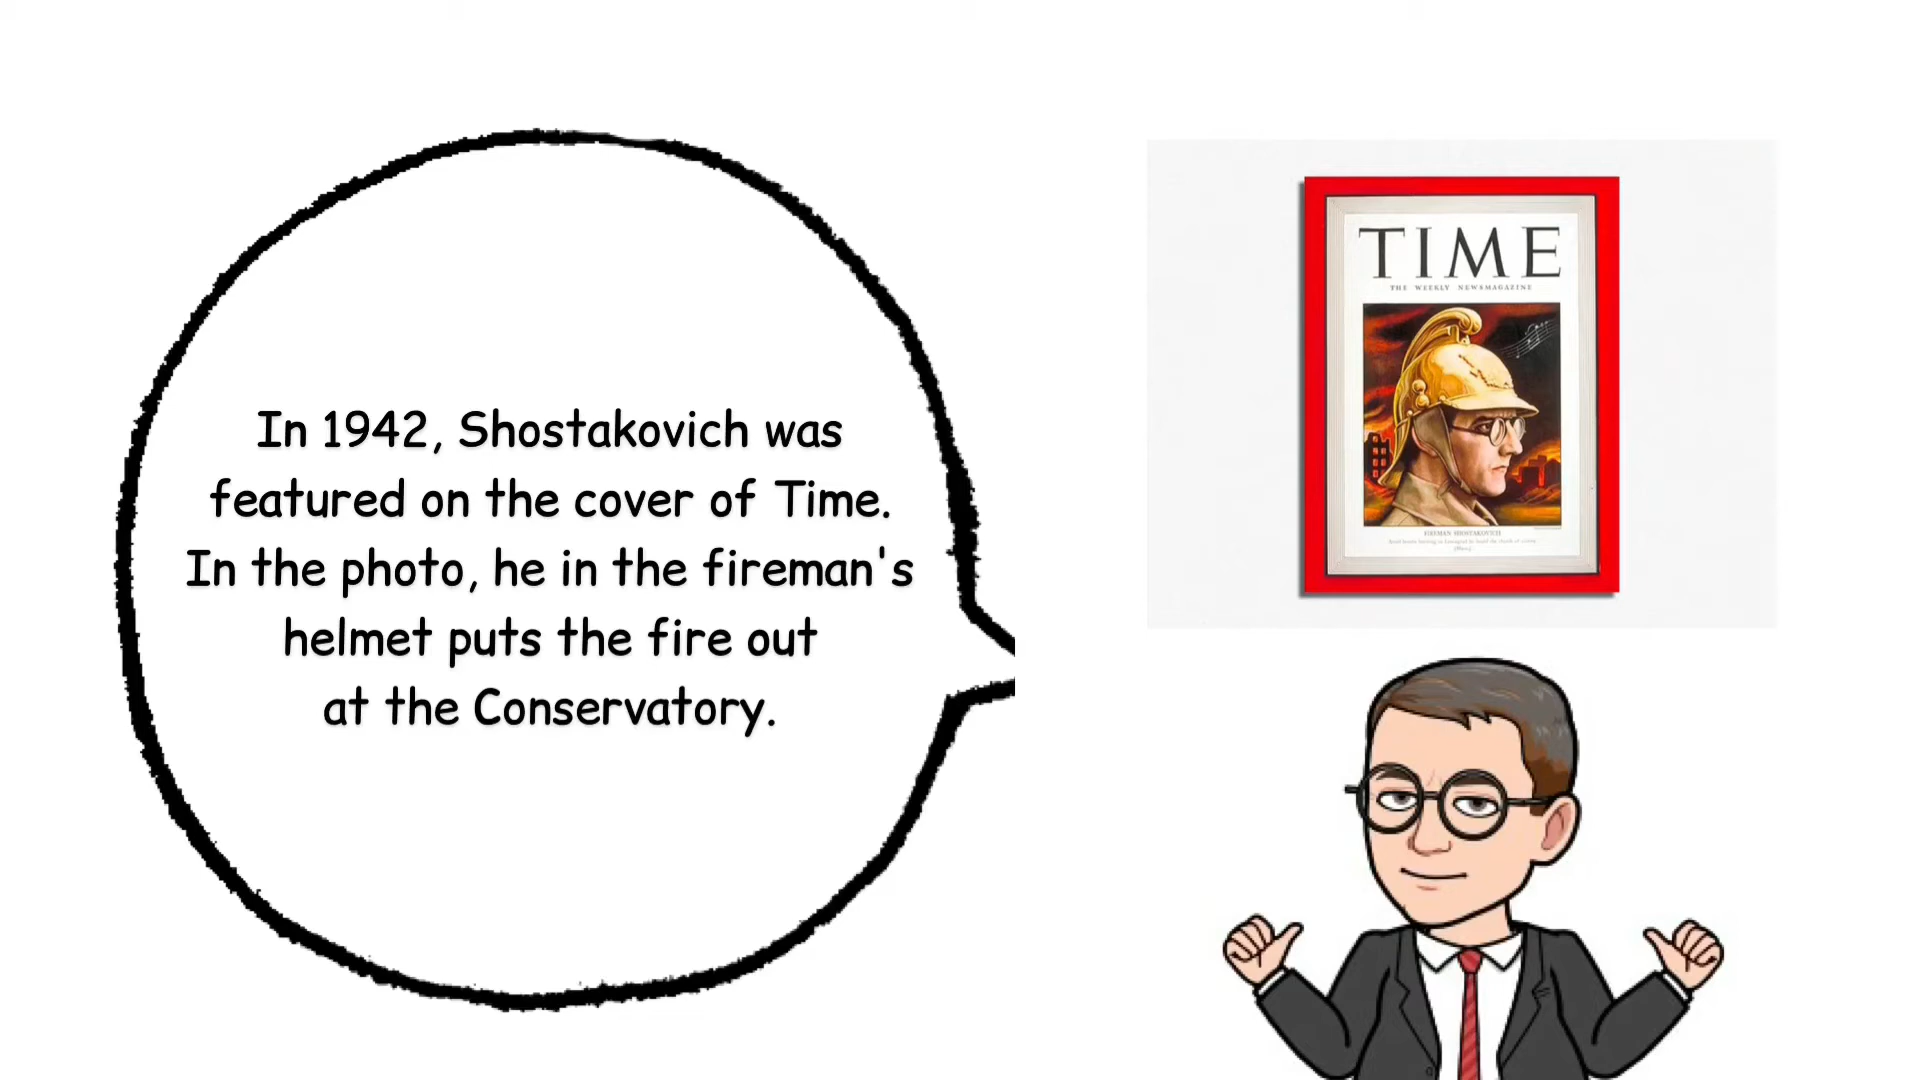 In 1942, Shostakovich was
featured on the cover of Time.
In the photo, he in the fireman's
helmet puts the fire out
at the Conservatory.
TIME
THE WEEKLY NEWSMAGAZINE
FIREMAN SHOSTAKOVICH